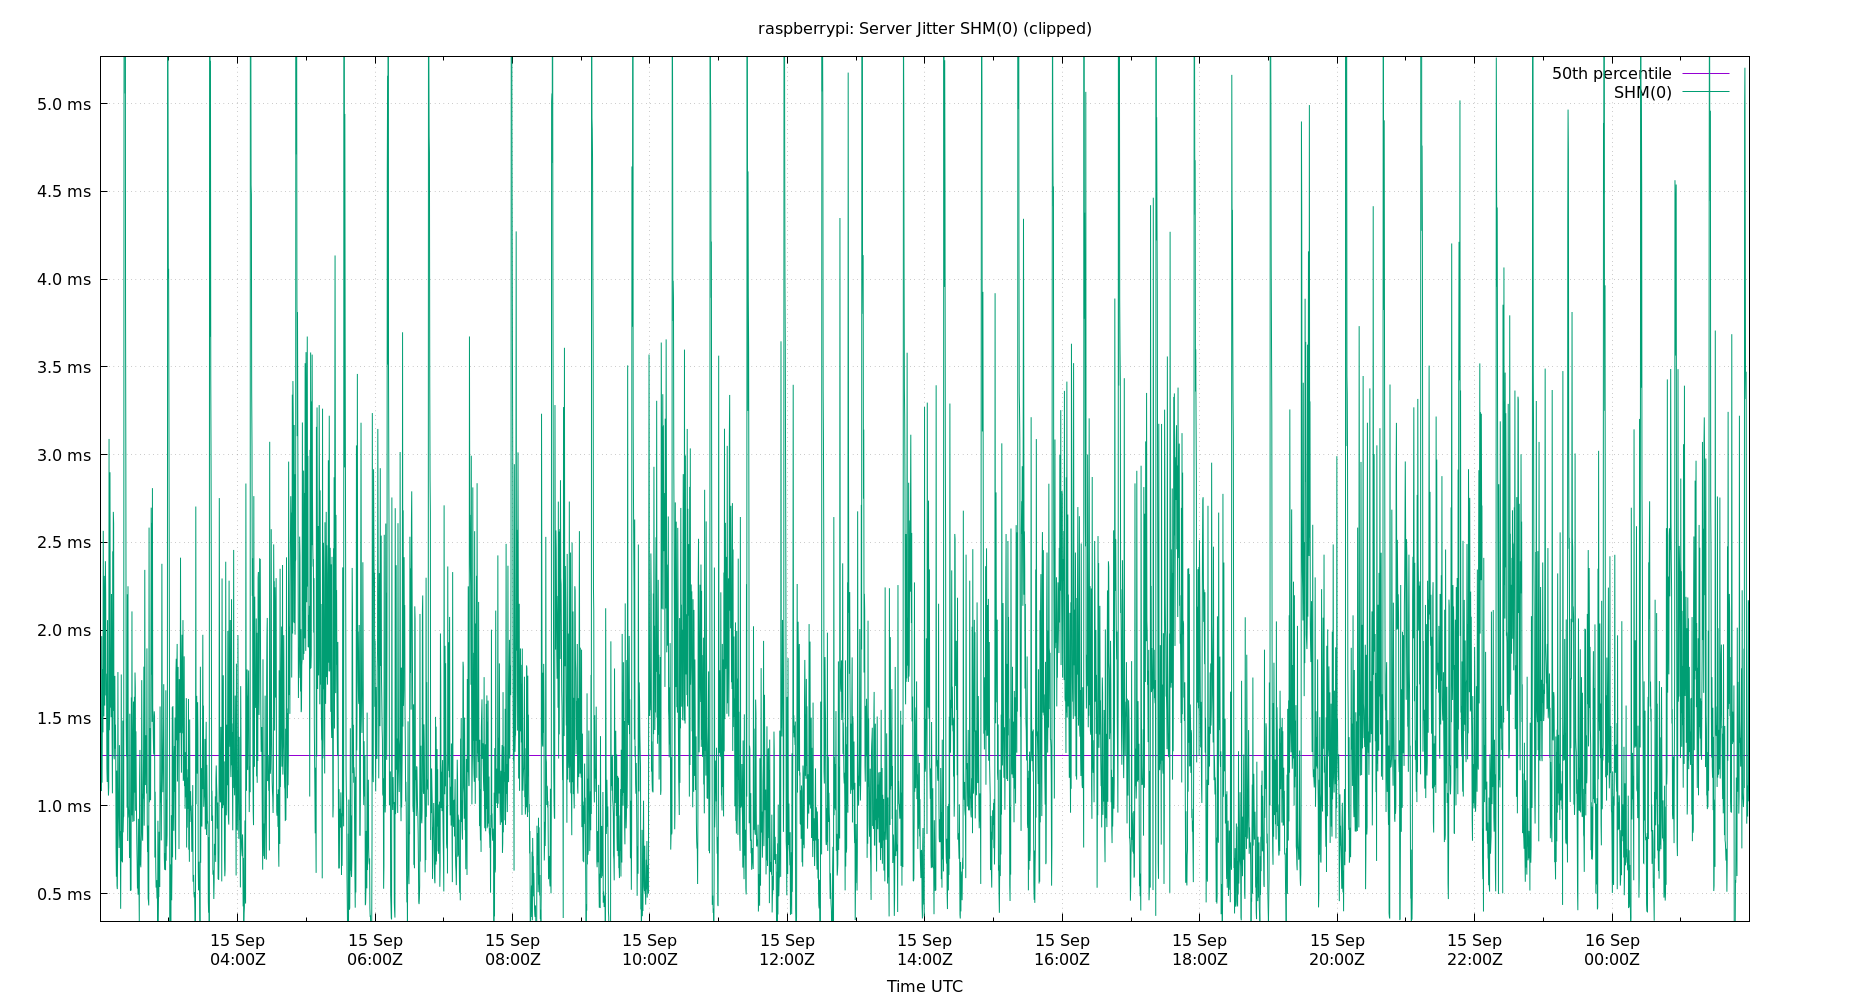 raspberrypi: Server Jitter SHM(0) (clipped)
50th percentile
SHM(0)
5.0 ms
4.5 ms
4.0 ms
3.5 ms
3.0 ms
2.5 ms
2.0 ms
1.5 ms
1.0 ms
0.5 ms
15 Sep 15 Sep 15 Sep 15 Sep 15 Sep 15 Sep 15 Sep 15 Sep 15 Sep 15 Sep 16 Sep
04:00Z 06:00Z 08:00Z 10:00Z 12:00Z 14:00Z 16:00Z 18:00Z 20:00Z 22:00Z 00:00Z
Time UTC